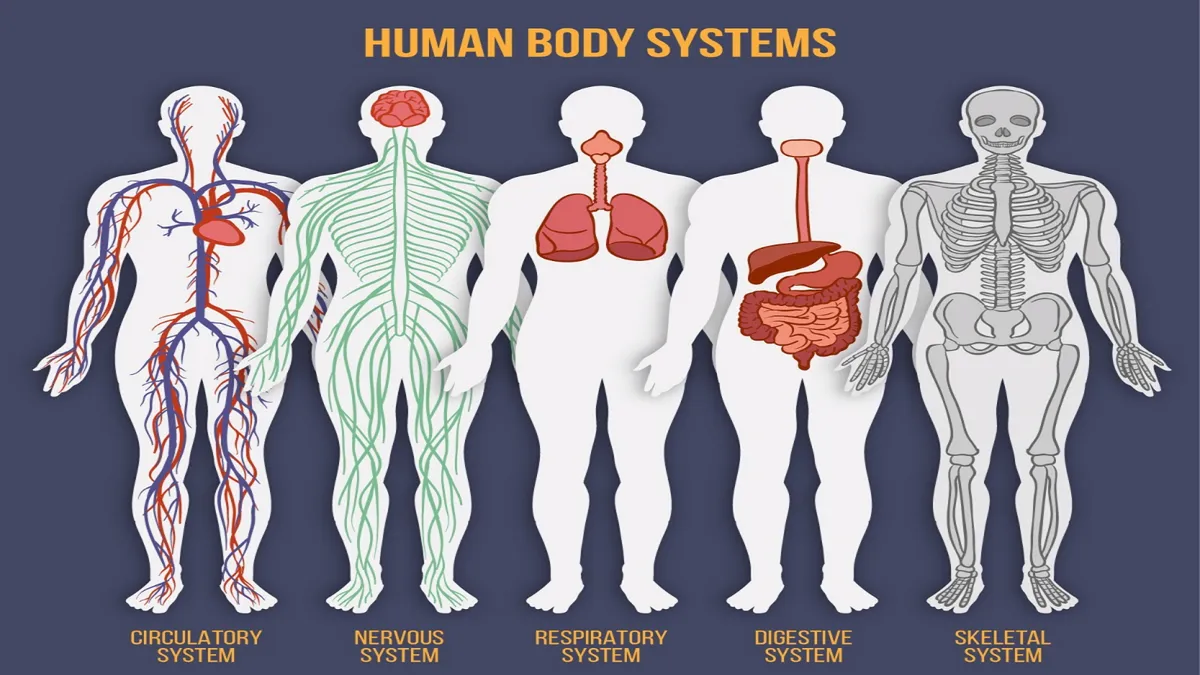 HUMAN BODY SYSTEMS
CIRCULATORY
SYSTEM
NERVOUS
SYSTEM
RESPIRATORY
SYSTEM
DIGESTIVE
SYSTEM
SKELETAL
SYSTEM